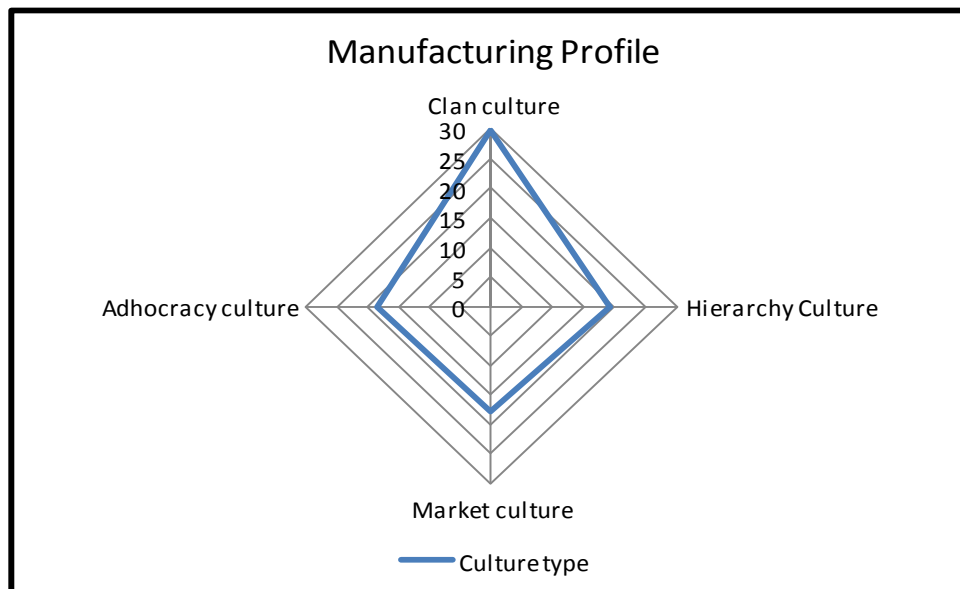 Manufacturing Profile
Clan culture
30
25
20
15
10
5
0
Adhocracy culture
Hierarchy Culture
Market culture
Culture type